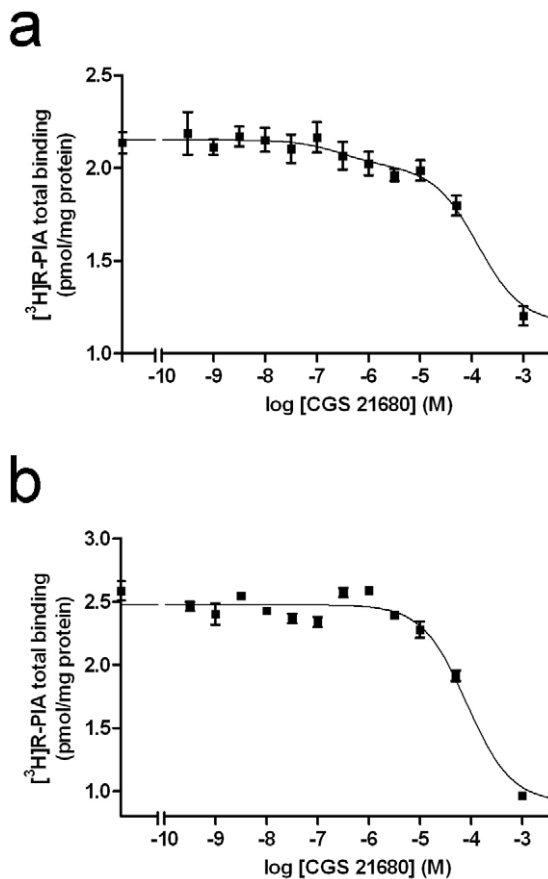 a
[³H]R-PIA total binding
(pmol/mg protein)
2.5
2.0
1.5
1.0
-10 -9 -8 -7 -6 -5 -4 -3
log [CGS 21680] (M)
b
[³H]R-PIA total binding
(pmol/mg protein)
3.0
2.5
2.0
1.5
1.0
-10 -9 -8 -7 -6 -5 -4 -3
log [CGS 21680] (M)